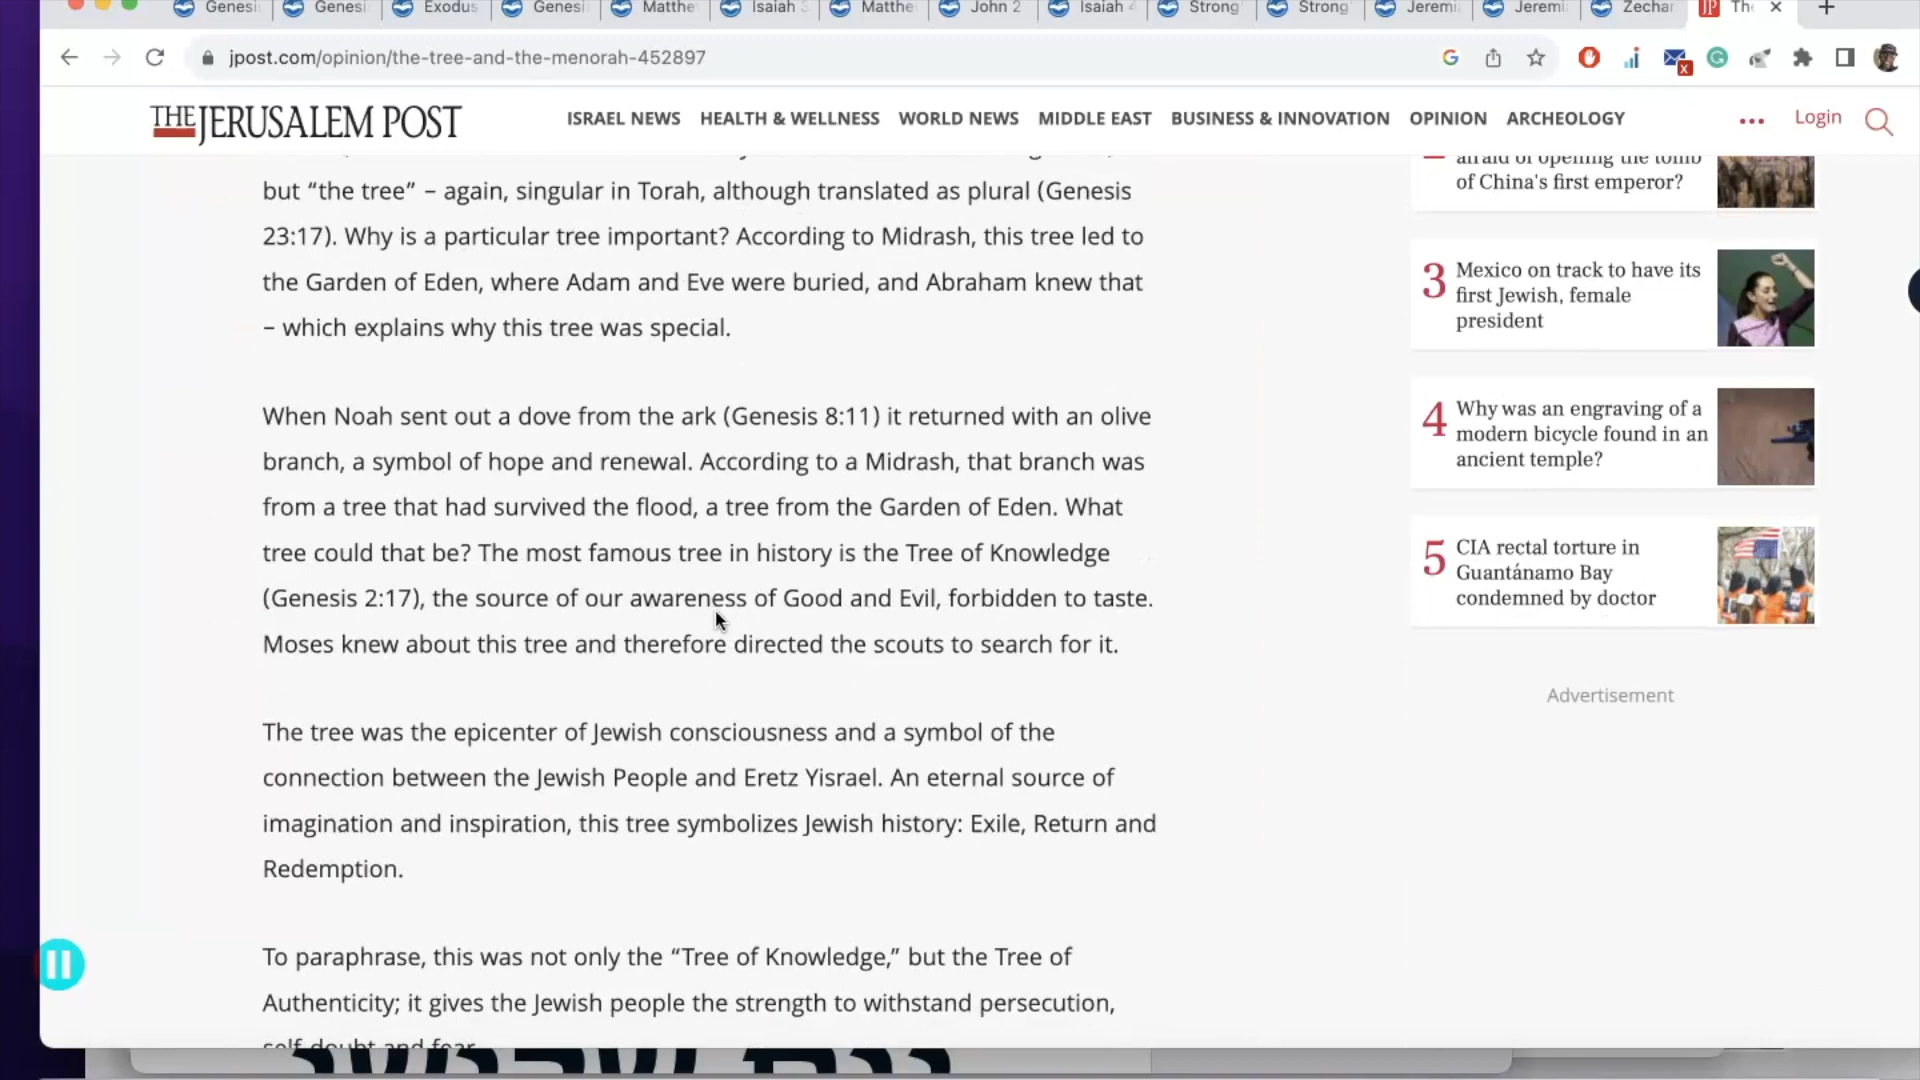 Genesi
Genesi
Exodus
Genesi
Matthe
Isaiah
Matthe
John 2
Isaiah 4
Strong'
Strong'
Jeremi
Jeremi
Zechar
JP Th
jpost.com/opinion/the-tree-and-the-menorah-452897
THE JERUSALEM POST
ISRAEL NEWS HEALTH & WELLNESS WORLD NEWS MIDDLE EAST BUSINESS & INNOVATION OPINION ARCHEOLOGY
Login
but “the tree” – again, singular in Torah, although translated as plural (Genesis
23:17). Why is a particular tree important? According to Midrash, this tree led to
the Garden of Eden, where Adam and Eve were buried, and Abraham knew that
– which explains why this tree was special.
When Noah sent out a dove from the ark (Genesis 8:11) it returned with an olive
branch, a symbol of hope and renewal. According to a Midrash, that branch was
from a tree that had survived the flood, a tree from the Garden of Eden. What
tree could that be? The most famous tree in history is the Tree of Knowledge
(Genesis 2:17), the source of our awareness of Good and Evil, forbidden to taste.
Moses knew about this tree and therefore directed the scouts to search for it.
The tree was the epicenter of Jewish consciousness and a symbol of the
connection between the Jewish People and Eretz Yisrael. An eternal source of
imagination and inspiration, this tree symbolizes Jewish history: Exile, Return and
Redemption.
To paraphrase, this was not only the “Tree of Knowledge,” but the Tree of
Authenticity; it gives the Jewish people the strength to withstand persecution,
self-doubt and fear.
afraid of opening the tomb
of China's first emperor?
3
Mexico on track to have its
first Jewish, female
president
4
Why was an engraving of a
modern bicycle found in an
ancient temple?
5
CIA rectal torture in
Guantánamo Bay
condemned by doctor
Advertisement